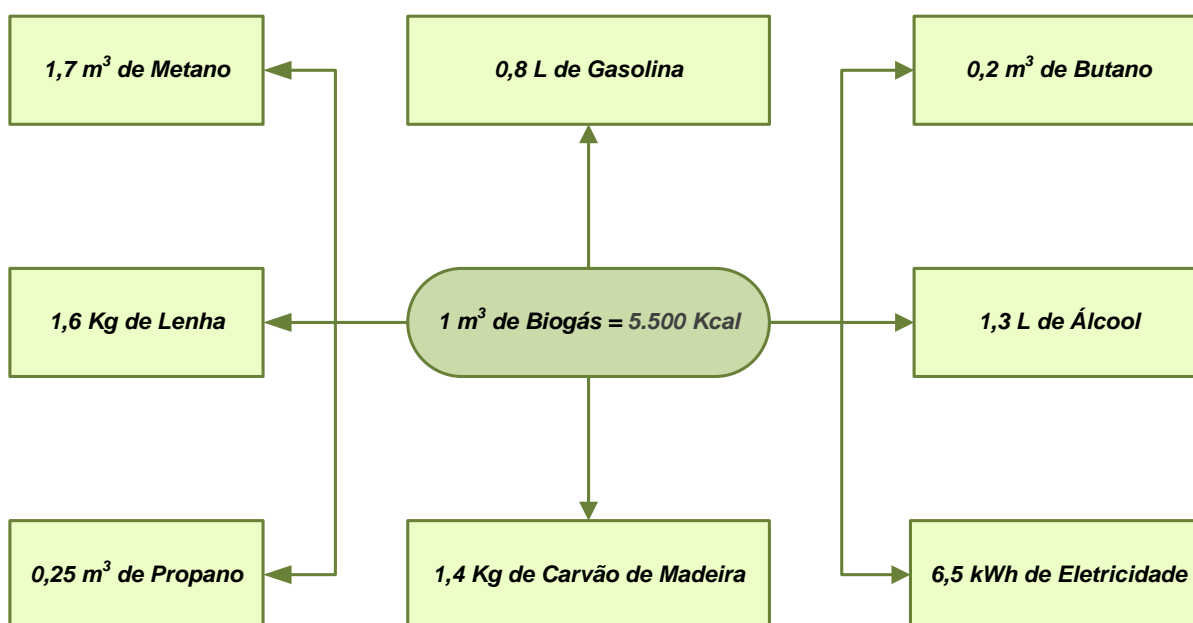 1,7 m³ de Metano
0,8 L de Gasolina
0,2 m³ de Butano
1,6 Kg de Lenha
1 m³ de Biogás = 5.500 Kcal
1,3 L de Álcool
0,25 m³ de Propano
1,4 Kg de Carvão de Madeira
6,5 kWh de Eletricidade